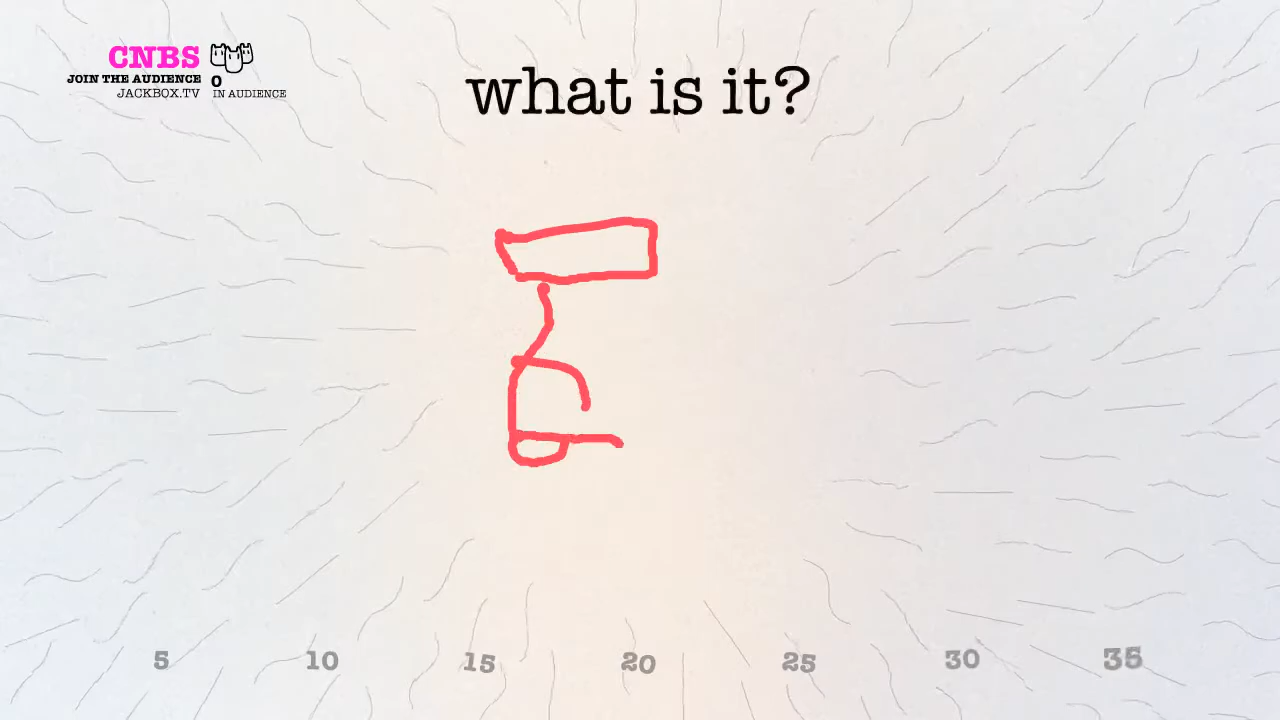 CNBS
JOIN THE AUDIENCE
JACKBOX.TV
0
IN AUDIENCE
what is it?
5 10 15 20 25 30 35